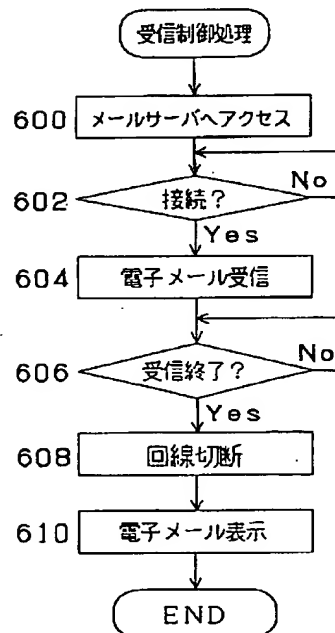 受信制御処理
600 メールサーバへアクセス
602 接続? No
Yes
604 電子メール受信
606 受信終了? No
Yes
608 回線切断
610 電子メール表示
END